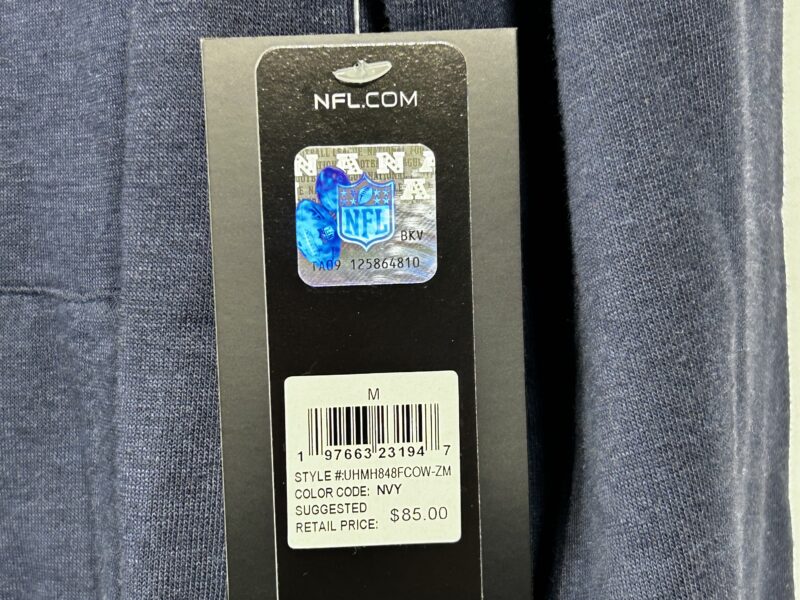 NFL.COM
NFL
BKV
TA09 125864810
M
1 97663 23194 7
STYLE #:UHMH848FCOW-ZM
COLOR CODE: NVY
SUGGESTED
RETAIL PRICE: $85.00